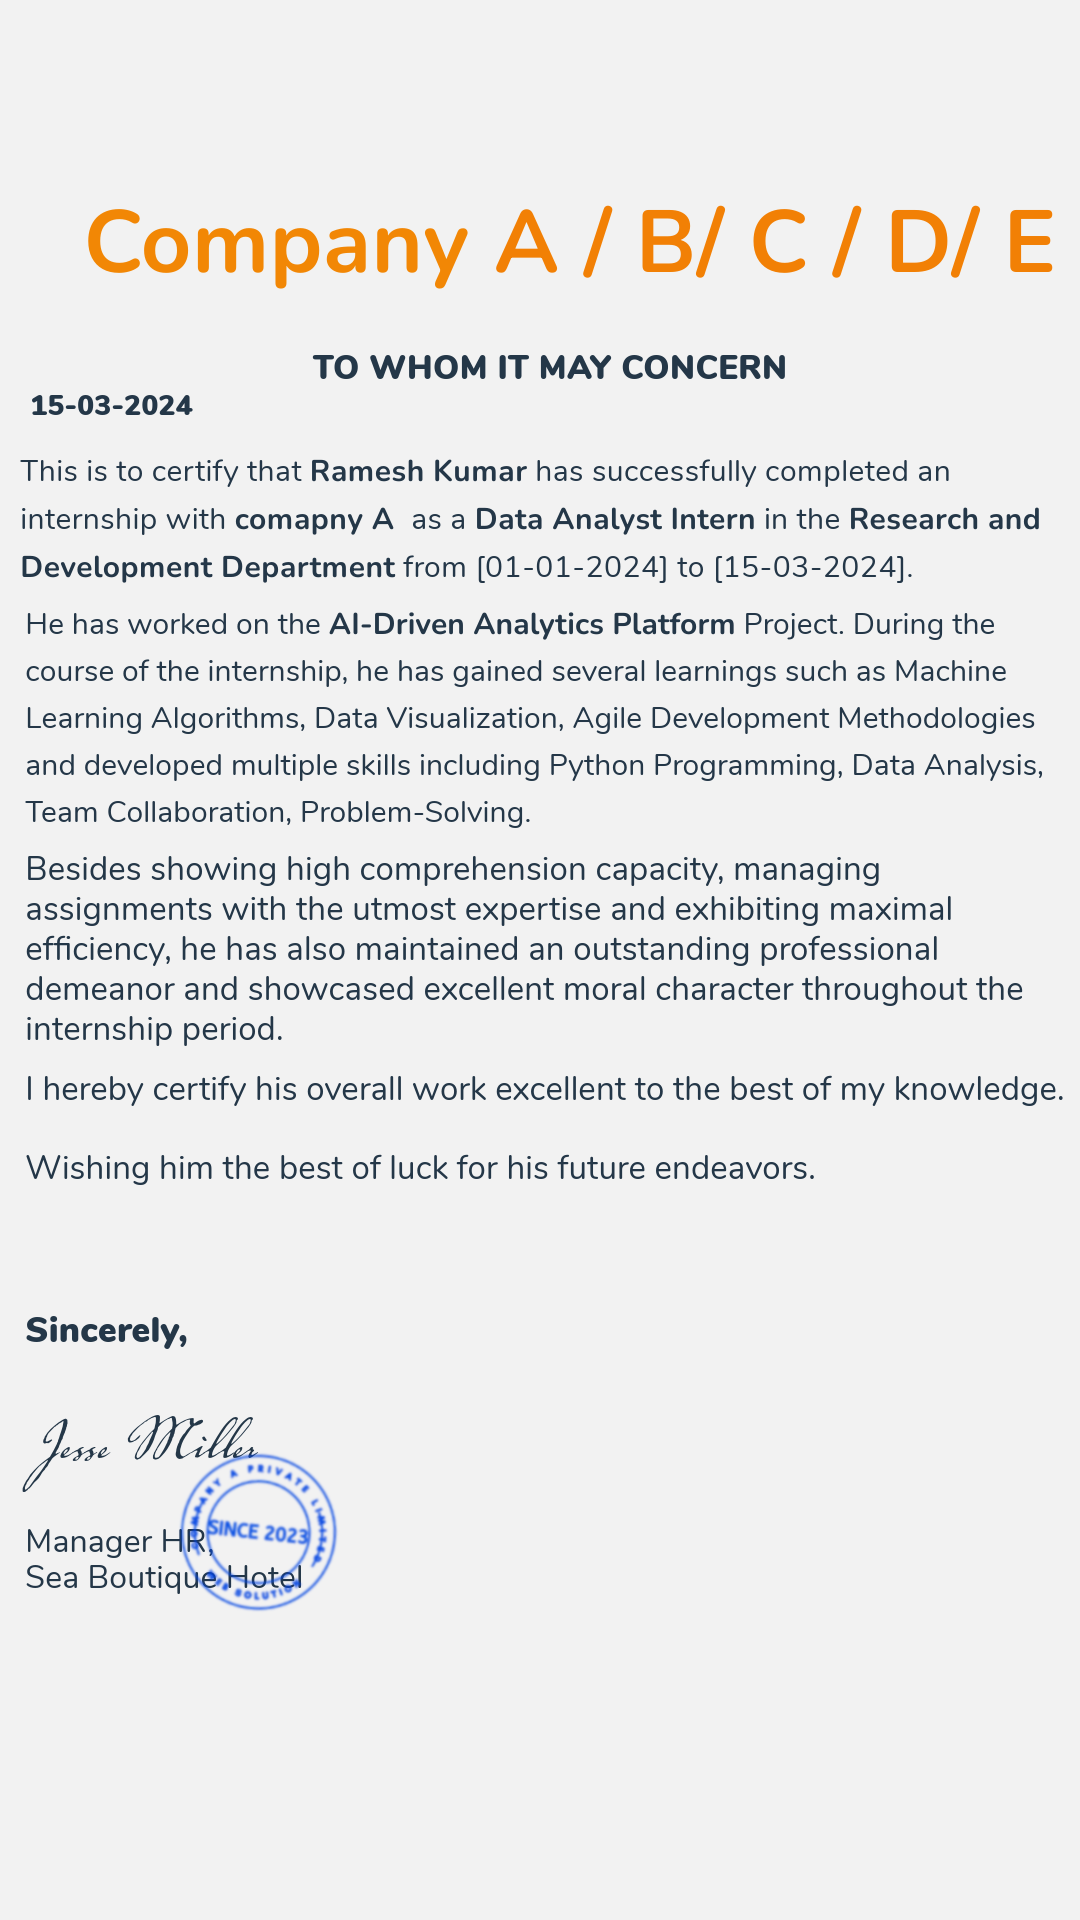 Company A / B/ C / D/ E
TO WHOM IT MAY CONCERN
15-03-2024
This is to certify that Ramesh Kumar has successfully completed an
internship with comapny A as a Data Analyst Intern in the Research and
Development Department from [01-01-2024] to [15-03-2024].
He has worked on the AI-Driven Analytics Platform Project. During the
course of the internship, he has gained several learnings such as Machine
Learning Algorithms, Data Visualization, Agile Development Methodologies
and developed multiple skills including Python Programming, Data Analysis,
Team Collaboration, Problem-Solving.
Besides showing high comprehension capacity, managing
assignments with the utmost expertise and exhibiting maximal
efficiency, he has also maintained an outstanding professional
demeanor and showcased excellent moral character throughout the
internship period.
I hereby certify his overall work excellent to the best of my knowledge.
Wishing him the best of luck for his future endeavors.
Sincerely,
Jesse Miller
COMPANY A PRIVATE LIMITED
SINCE 2023
SOLUTION
Manager HR,
Sea Boutique Hotel